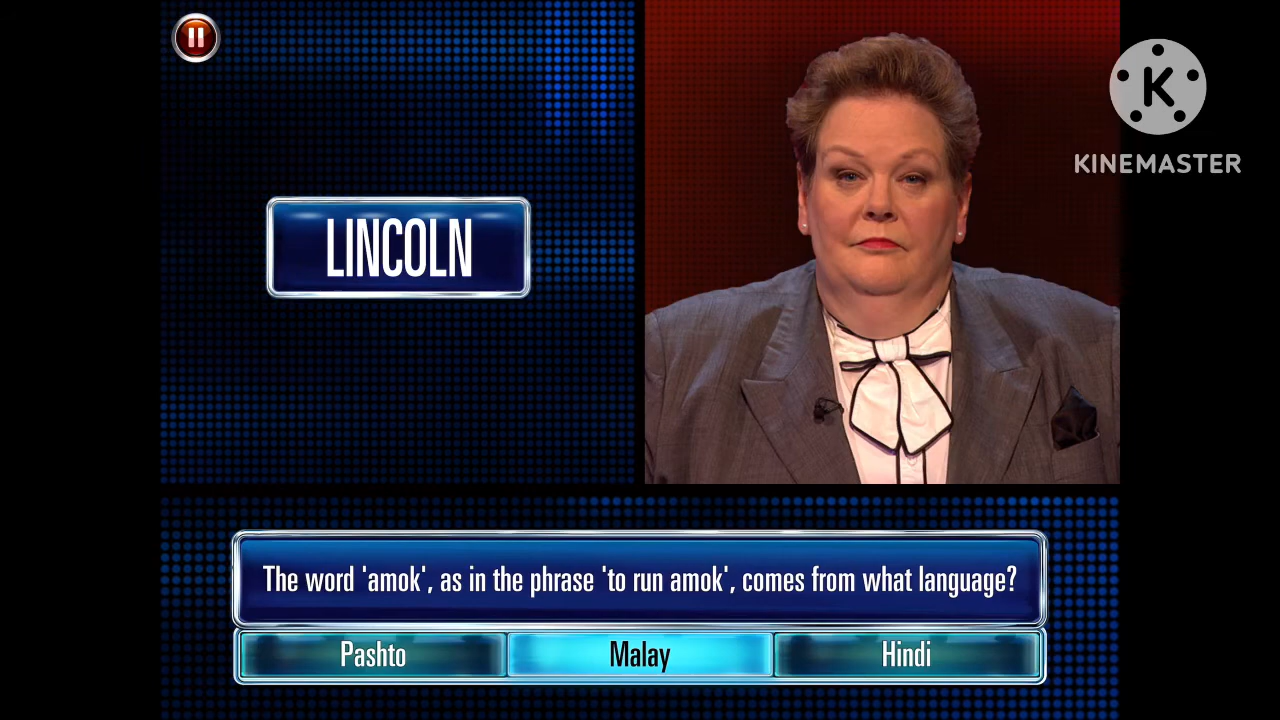 K
KINEMASTER
LINCOLN
The word 'amok', as in the phrase 'to run amok', comes from what language?
Pashto
Malay
Hindi